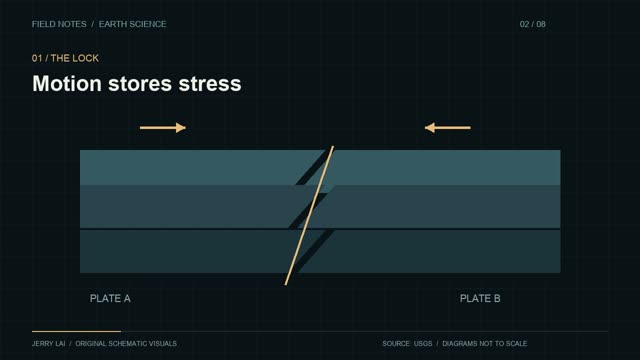 FIELD NOTES / EARTH SCIENCE
02 / 08
01 / THE LOCK
Motion stores stress
PLATE A
PLATE B
JERRY LAI / ORIGINAL SCHEMATIC VISUALS
SOURCE: USGS / DIAGRAMS NOT TO SCALE